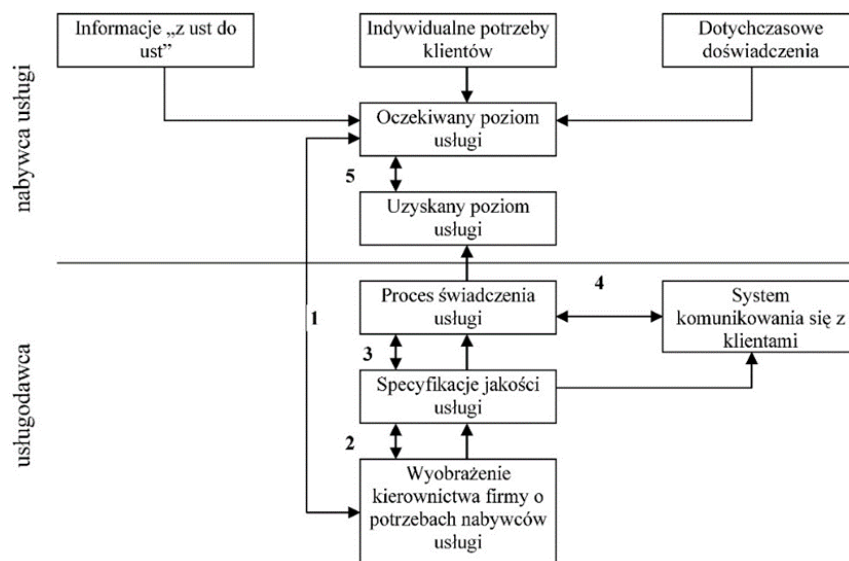 Informacje „z ust do
ust”
Indywidualne potrzeby
klientów
Dotychczasowe
doświadczenia
nabywca usługi
Oczekiwany poziom
usługi
5
Uzyskany poziom
usługi
usługodawca
Proces świadczenia
usługi
4
System
komunikowania się z
klientami
1
3
Specyfikacje jakości
usługi
2
Wyobrażenie
kierownictwa firmy o
potrzebach nabywców
usługi